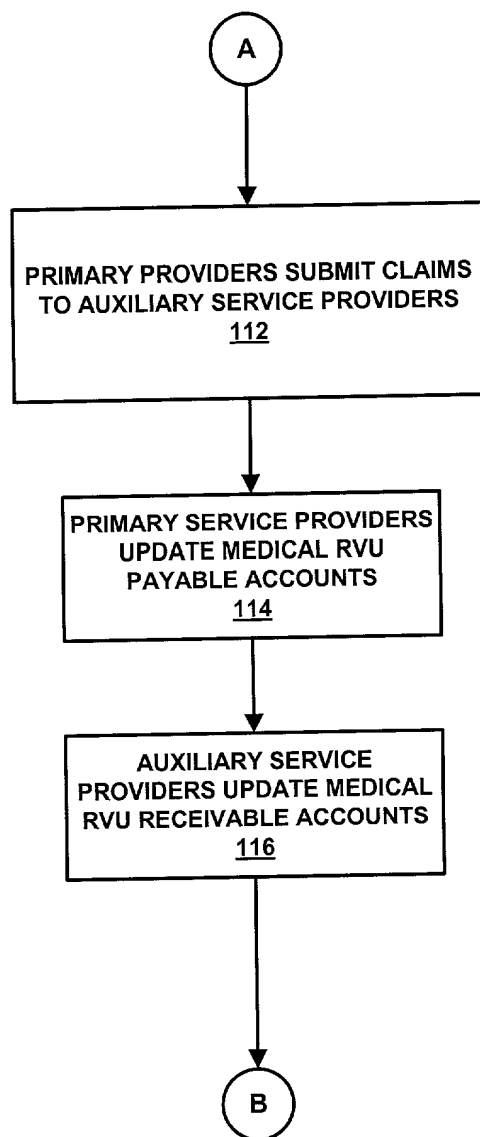 A
PRIMARY PROVIDERS SUBMIT CLAIMS
TO AUXILIARY SERVICE PROVIDERS
112
PRIMARY SERVICE PROVIDERS
UPDATE MEDICAL RVU
PAYABLE ACCOUNTS
114
AUXILIARY SERVICE
PROVIDERS UPDATE MEDICAL
RVU RECEIVABLE ACCOUNTS
116
B